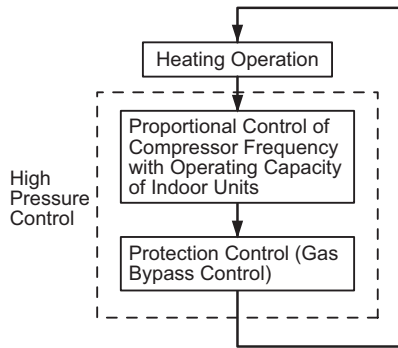 Heating Operation
Proportional Control of
Compressor Frequency
with Operating Capacity
of Indoor Units
High
Pressure
Control
Protection Control (Gas
Bypass Control)